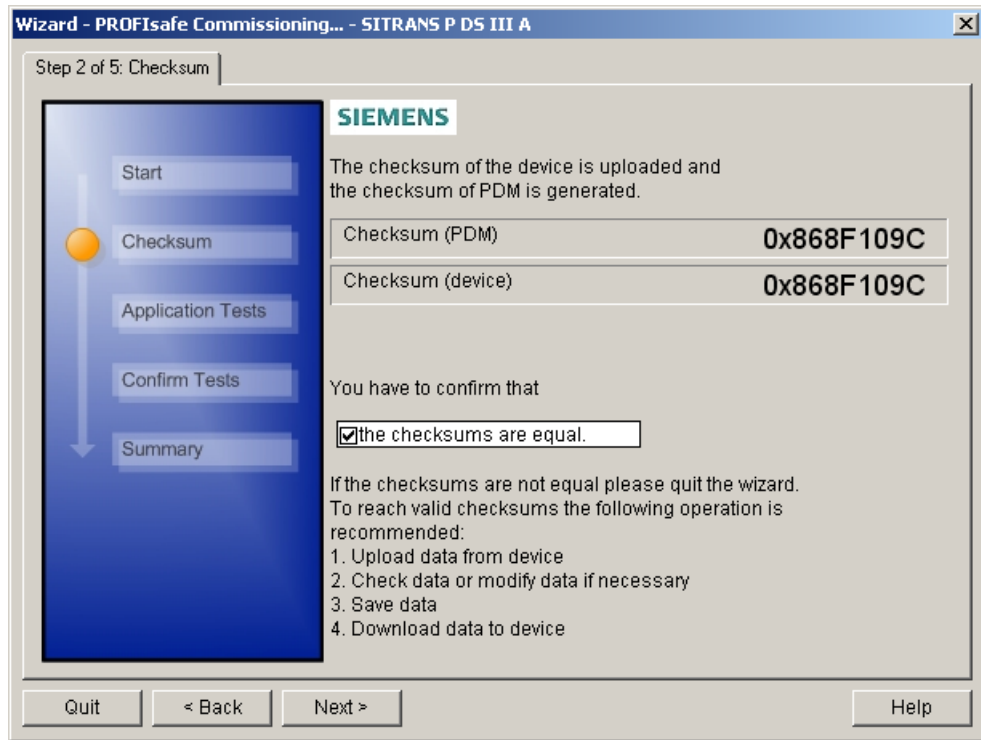 Wizard - PROFIsafe Commissioning... - SITRANS P DS III A
Step 2 of 5: Checksum
Start
Checksum
Application Tests
Confirm Tests
Summary
SIEMENS
The checksum of the device is uploaded and
the checksum of PDM is generated.
Checksum (PDM) 0x868F109C
Checksum (device) 0x868F109C
You have to confirm that
the checksums are equal.
If the checksums are not equal please quit the wizard.
To reach valid checksums the following operation is
recommended:
1. Upload data from device
2. Check data or modify data if necessary
3. Save data
4. Download data to device
Quit < Back Next > Help